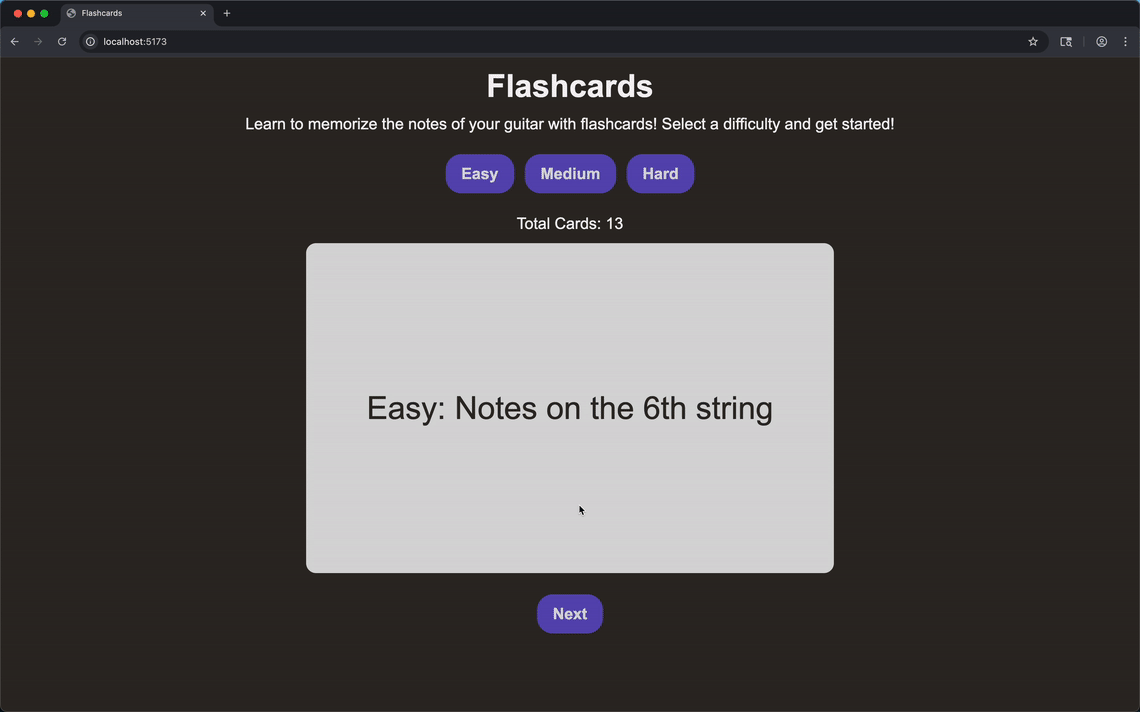 Flashcards
localhost:5173
Flashcards
Learn to memorize the notes of your guitar with flashcards! Select a difficulty and get started!
Easy Medium Hard
Total Cards: 13
Easy: Notes on the 6th string
Next